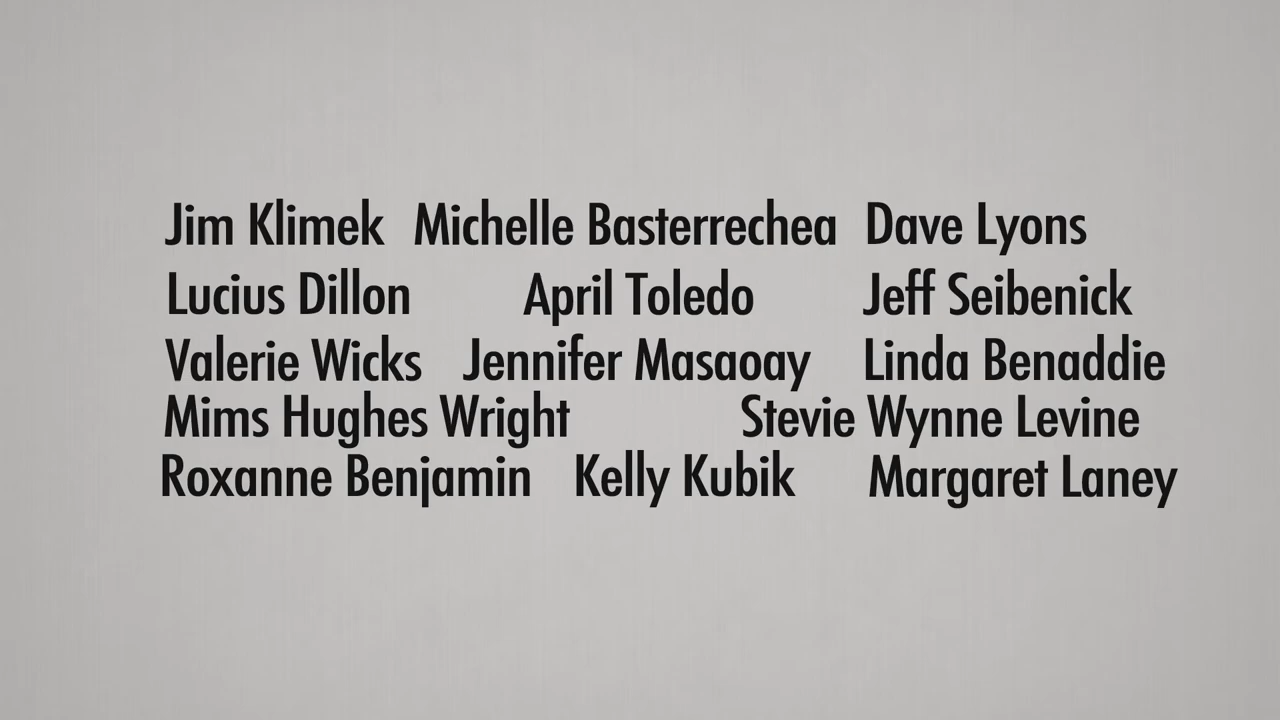 Jim Klimek Michelle Basterrechea Dave Lyons
Lucius Dillon April Toledo Jeff Seibenick
Valerie Wicks Jennifer Masaoay Linda Benaddie
Mims Hughes Wright Stevie Wynne Levine
Roxanne Benjamin Kelly Kubik Margaret Laney